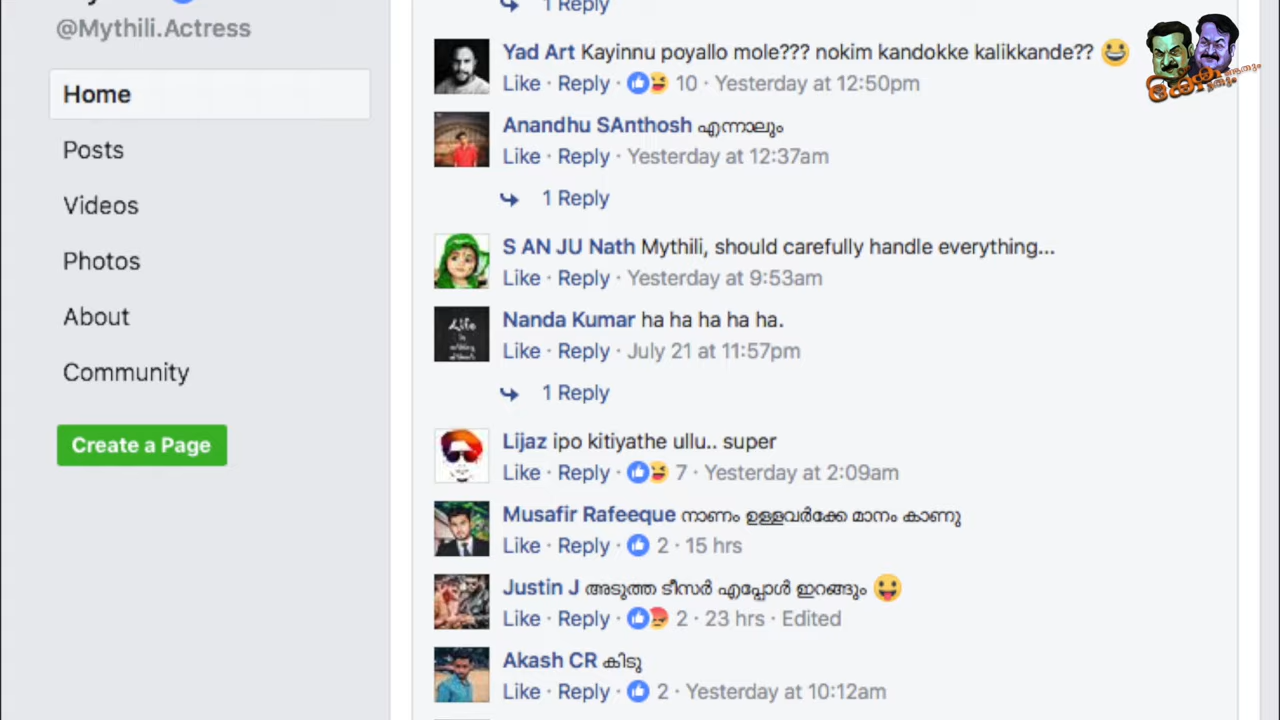 1 Reply
@Mythili.Actress
Home
Posts
Videos
Photos
About
Community
Create a Page
Yad Art Kayinnu poyallo mole??? nokim kandokke kalikkande?? 😀
Like · Reply · 10 · Yesterday at 12:50pm
Anandhu SAnthosh എന്നാലും
Like · Reply · Yesterday at 12:37am
1 Reply
S AN JU Nath Mythili, should carefully handle everything...
Like · Reply · Yesterday at 9:53am
Nanda Kumar ha ha ha ha ha.
Like · Reply · July 21 at 11:57pm
1 Reply
Lijaz ipo kitiyathe ullu.. super
Like · Reply · 7 · Yesterday at 2:09am
Musafir Rafeeque നാണം ഉള്ളവർക്കേ മാനം കാണു
Like · Reply · 2 · 15 hrs
Justin J അടുത്ത ടീസർ എപ്പോൾ ഇറങ്ങും 😛
Like · Reply · 2 · 23 hrs · Edited
Akash CR കിടു
Like · Reply · 2 · Yesterday at 10:12am